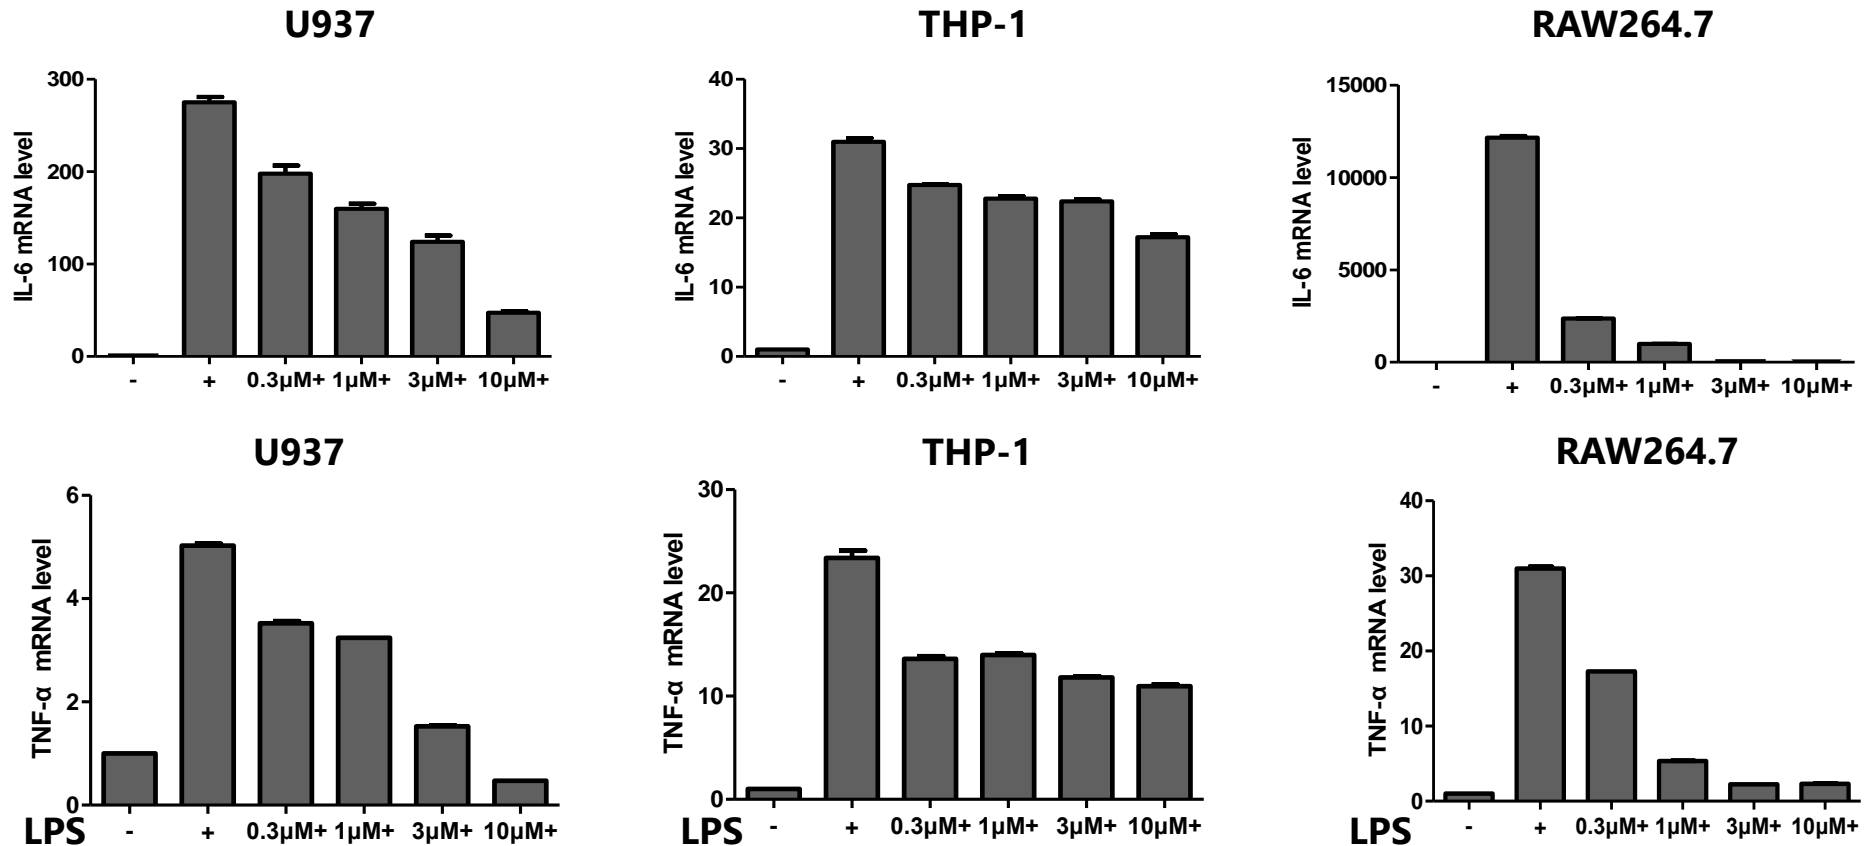 U937
THP-1
RAW264.7
IL-6 mRNA level
300
200
100
0
- + 0.3μM+ 1μM+ 3μM+ 10μM+
IL-6 mRNA level
40
30
20
10
0
- + 0.3μM+ 1μM+ 3μM+ 10μM+
IL-6 mRNA level
15000
10000
5000
0
- + 0.3μM+ 1μM+ 3μM+ 10μM+
U937
THP-1
RAW264.7
TNF-α mRNA level
6
4
2
0
LPS - + 0.3μM+ 1μM+ 3μM+ 10μM+
TNF-α mRNA level
30
20
10
0
LPS - + 0.3μM+ 1μM+ 3μM+ 10μM+
TNF-α mRNA level
40
30
20
10
0
LPS - + 0.3μM+ 1μM+ 3μM+ 10μM+